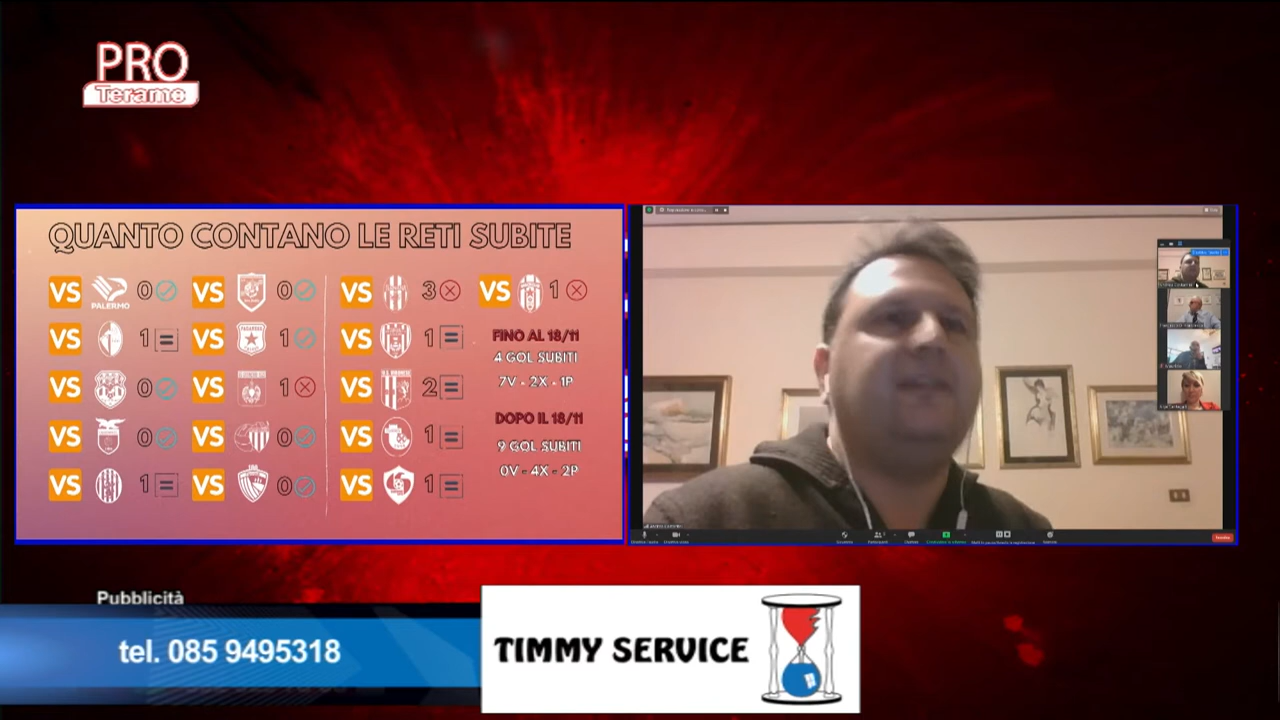 PRO
Teramo
QUANTO CONTANO LE RETI SUBITE
VS PALERMO 0 VS 0 VS 3 VS 1
VS 1 = VS 1 VS 1 =
VS 0 VS 1 VS 2 =
VS 0 VS 0 VS 1 =
VS 1 = VS 0 VS 1 =
FINO AL 18/11
4 GOL SUBITI
7V - 2X - 1P
DOPO IL 18/11
9 GOL SUBITI
0V - 4X - 2P
Pubblicità
tel. 085 9495318
TIMMY SERVICE